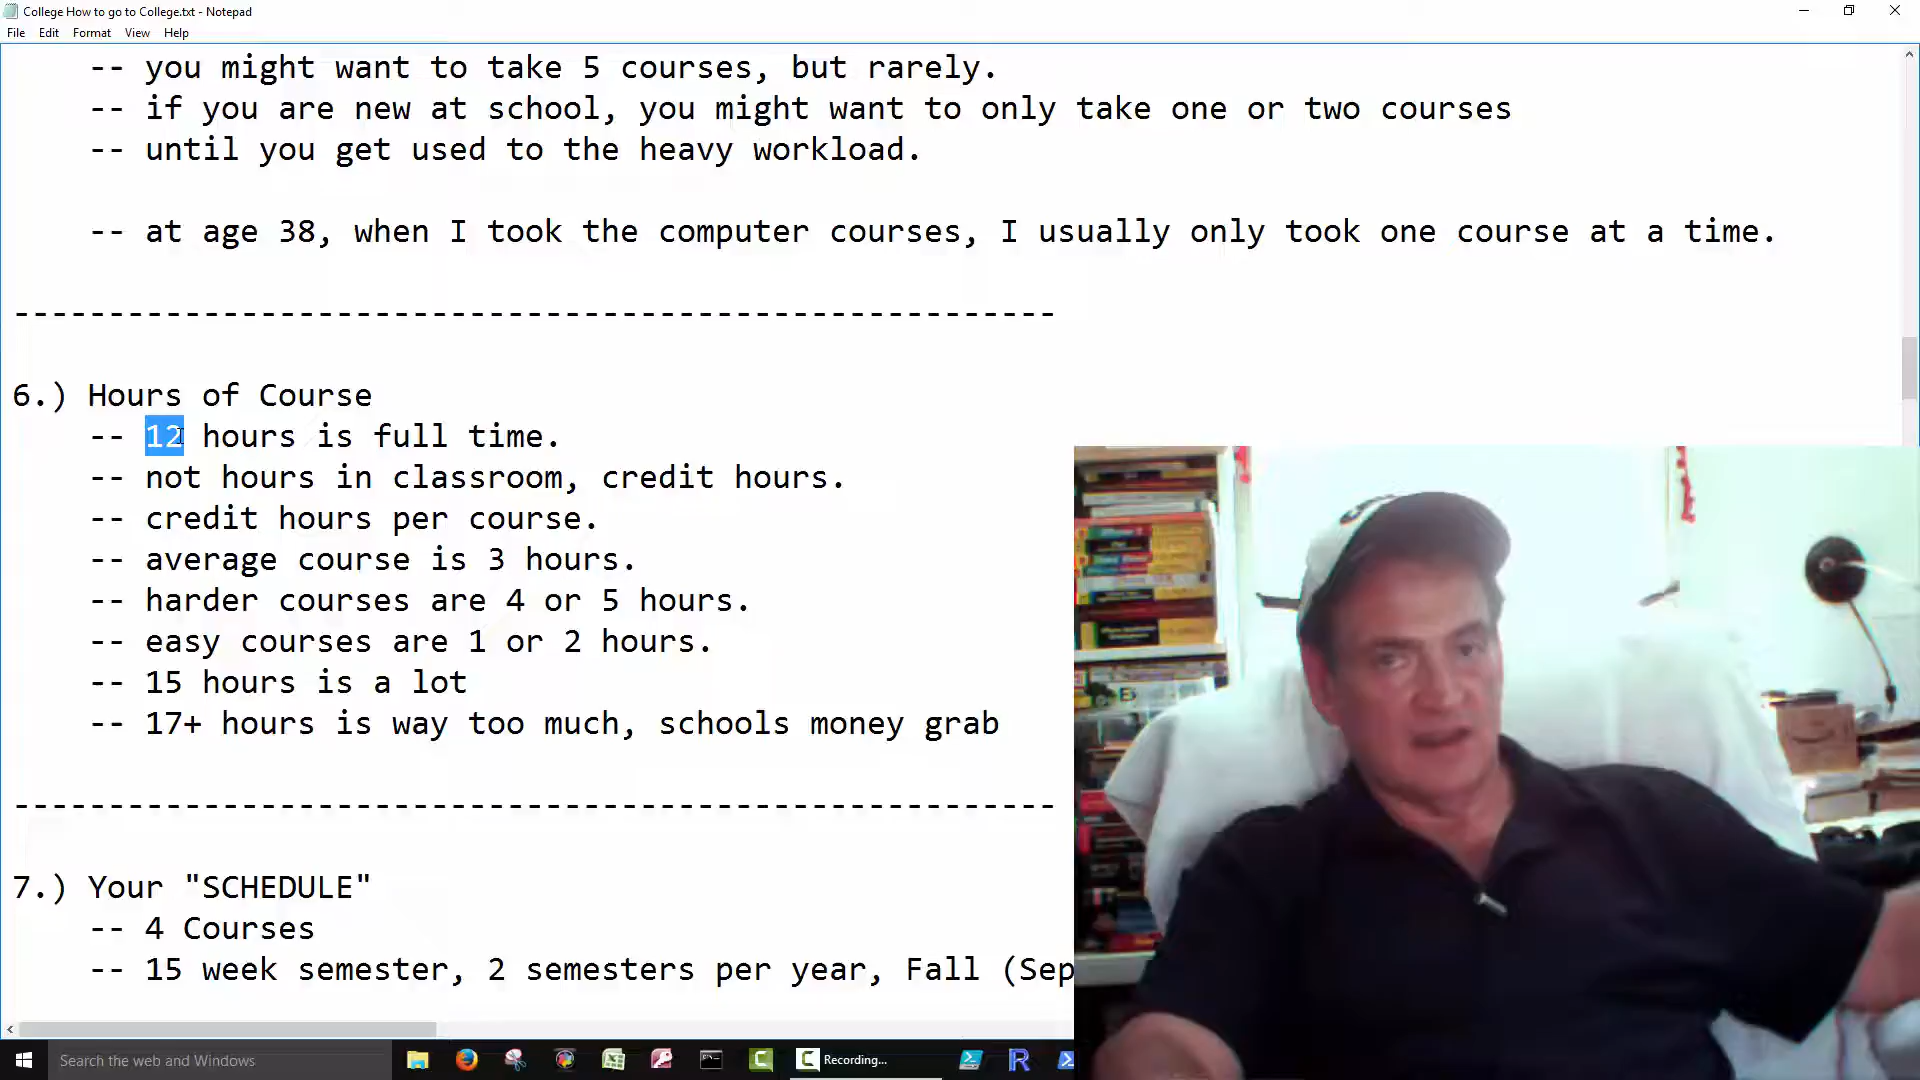 College How to go to College.txt - Notepad
File Edit Format View Help
-- you might want to take 5 courses, but rarely.
-- if you are new at school, you might want to only take one or two courses
-- until you get used to the heavy workload.
-- at age 38, when I took the computer courses, I usually only took one course at a time.
-------------------------------------------------------
6.) Hours of Course
-- 12 hours is full time.
-- not hours in classroom, credit hours.
-- credit hours per course.
-- average course is 3 hours.
-- harder courses are 4 or 5 hours.
-- easy courses are 1 or 2 hours.
-- 15 hours is a lot
-- 17+ hours is way too much, schools money grab
-------------------------------------------------------
7.) Your "SCHEDULE"
-- 4 Courses
-- 15 week semester, 2 semesters per year, Fall (Sep
Search the web and Windows
Recording...